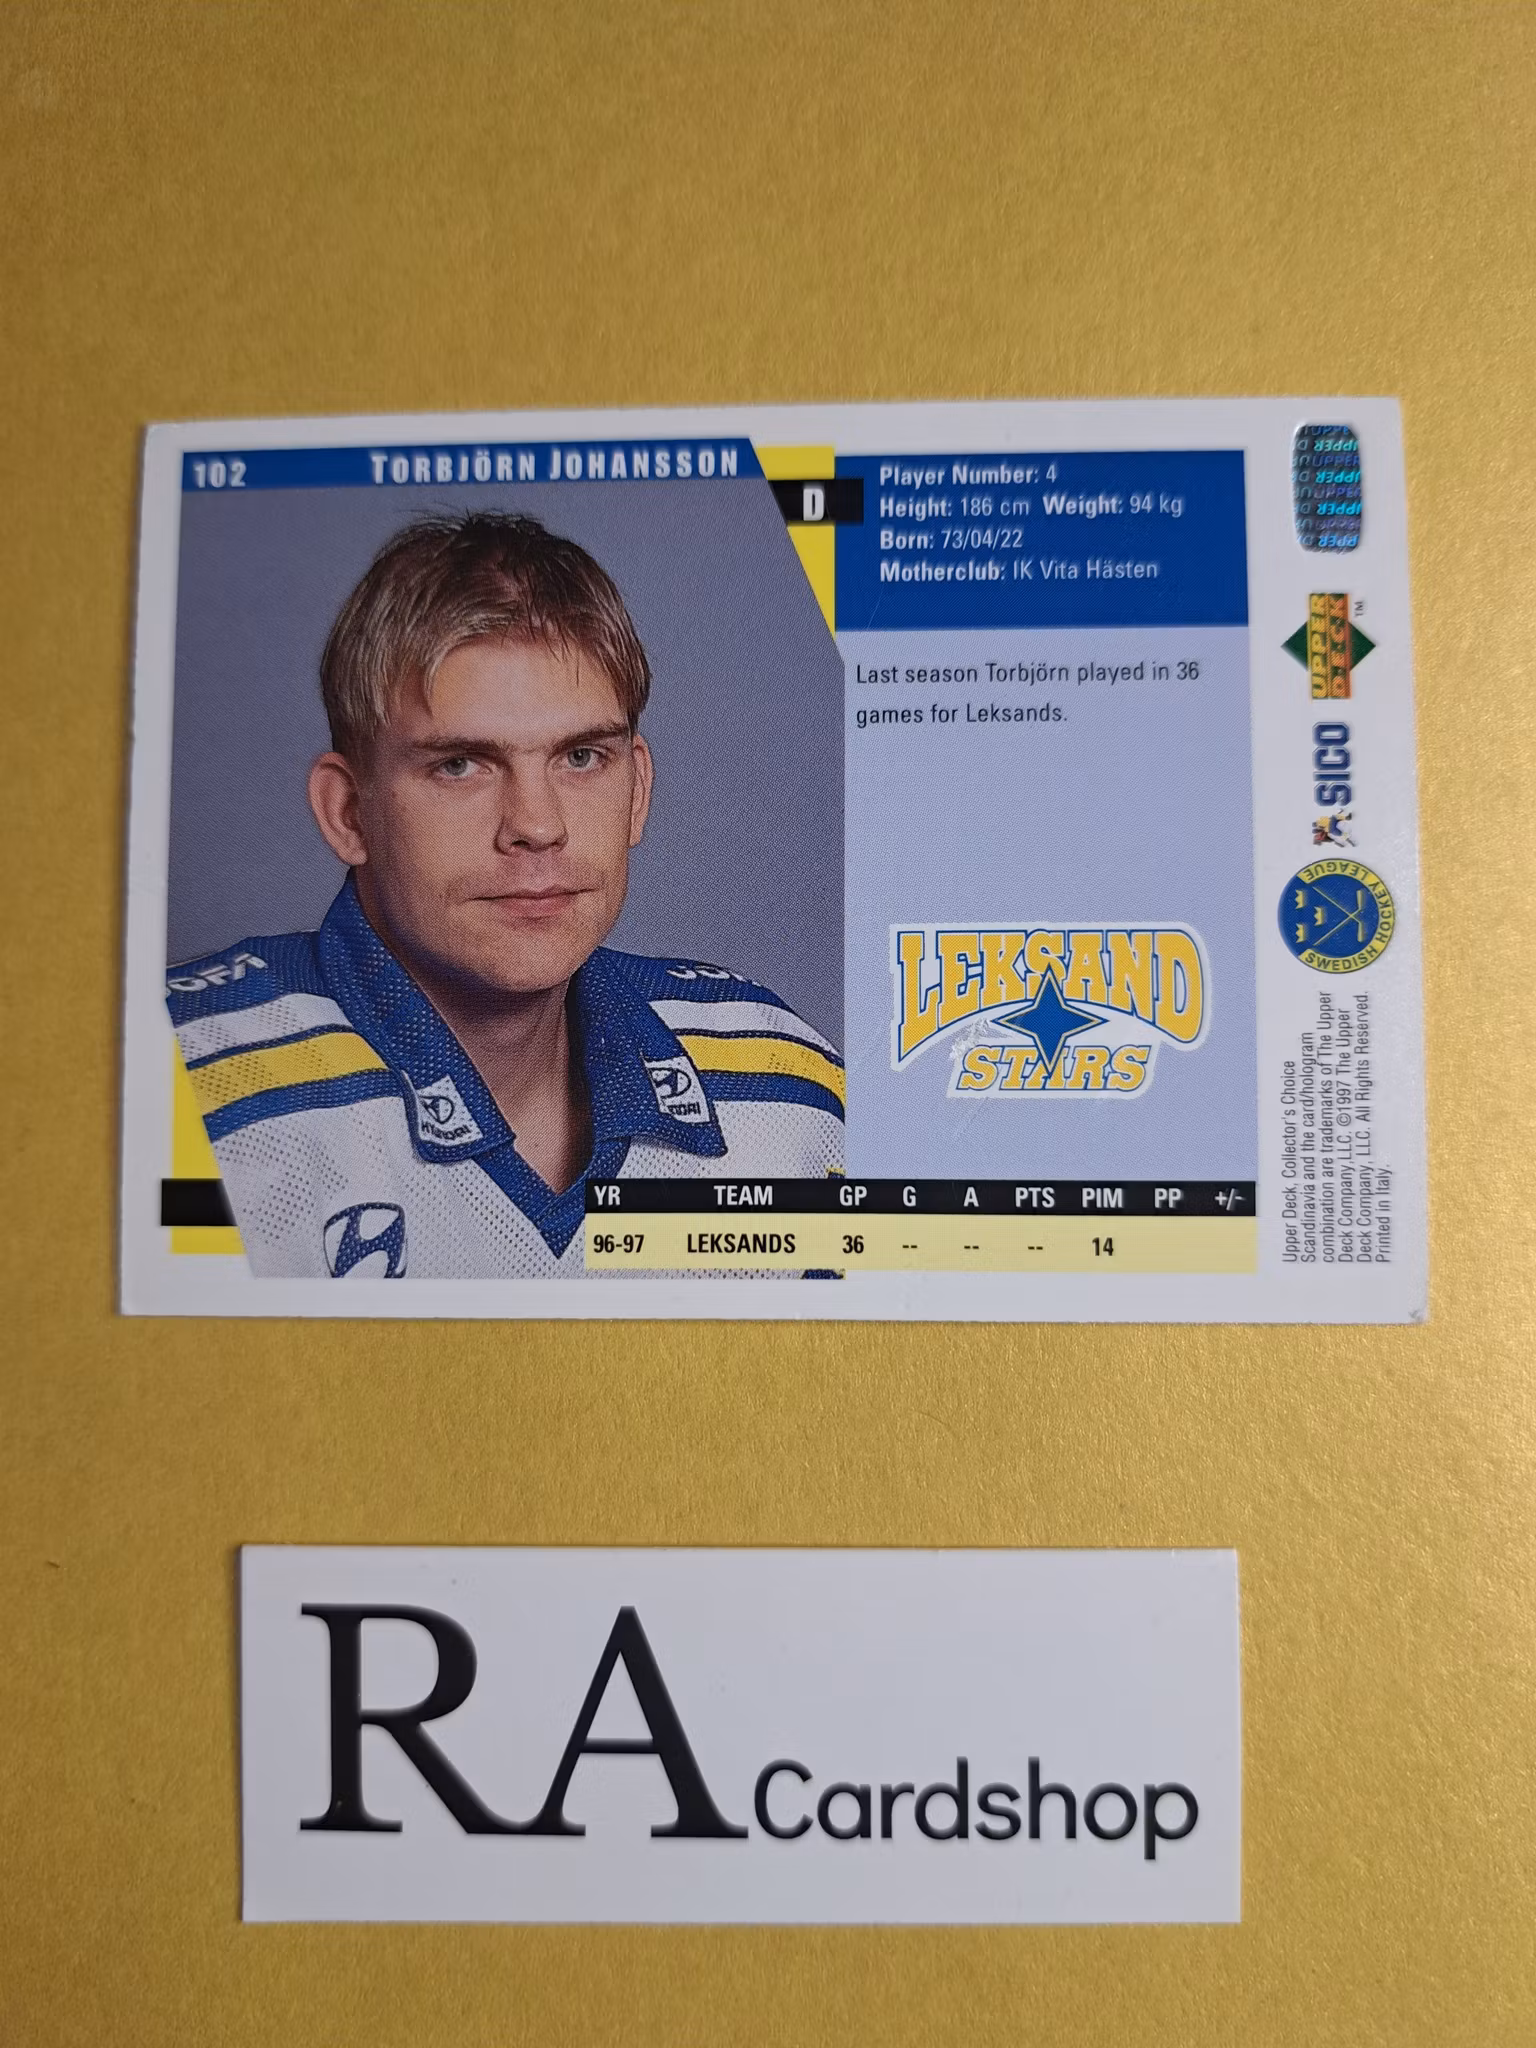 102 TORBJÖRN JOHANSSON
D
Player Number: 4
Height: 186 cm Weight: 94 kg
Born: 73/04/22
Motherclub: IK Vita Hästen
Last season Torbjörn played in 36
games for Leksands.
LEKSAND
STARS
JOFA
HYUNDAI
YR TEAM GP G A PTS PIM PP +/-
96-97 LEKSANDS 36 -- -- -- 14
UPPER
DECK™
SICO
SWEDISH HOCKEY LEAGUE
Upper Deck, Collector's Choice
Scandinavia and the card/hologram
combination are trademarks of The Upper
Deck Company, LLC. ©1997 The Upper
Deck Company, LLC. All Rights Reserved.
Printed in Italy.
RA Cardshop